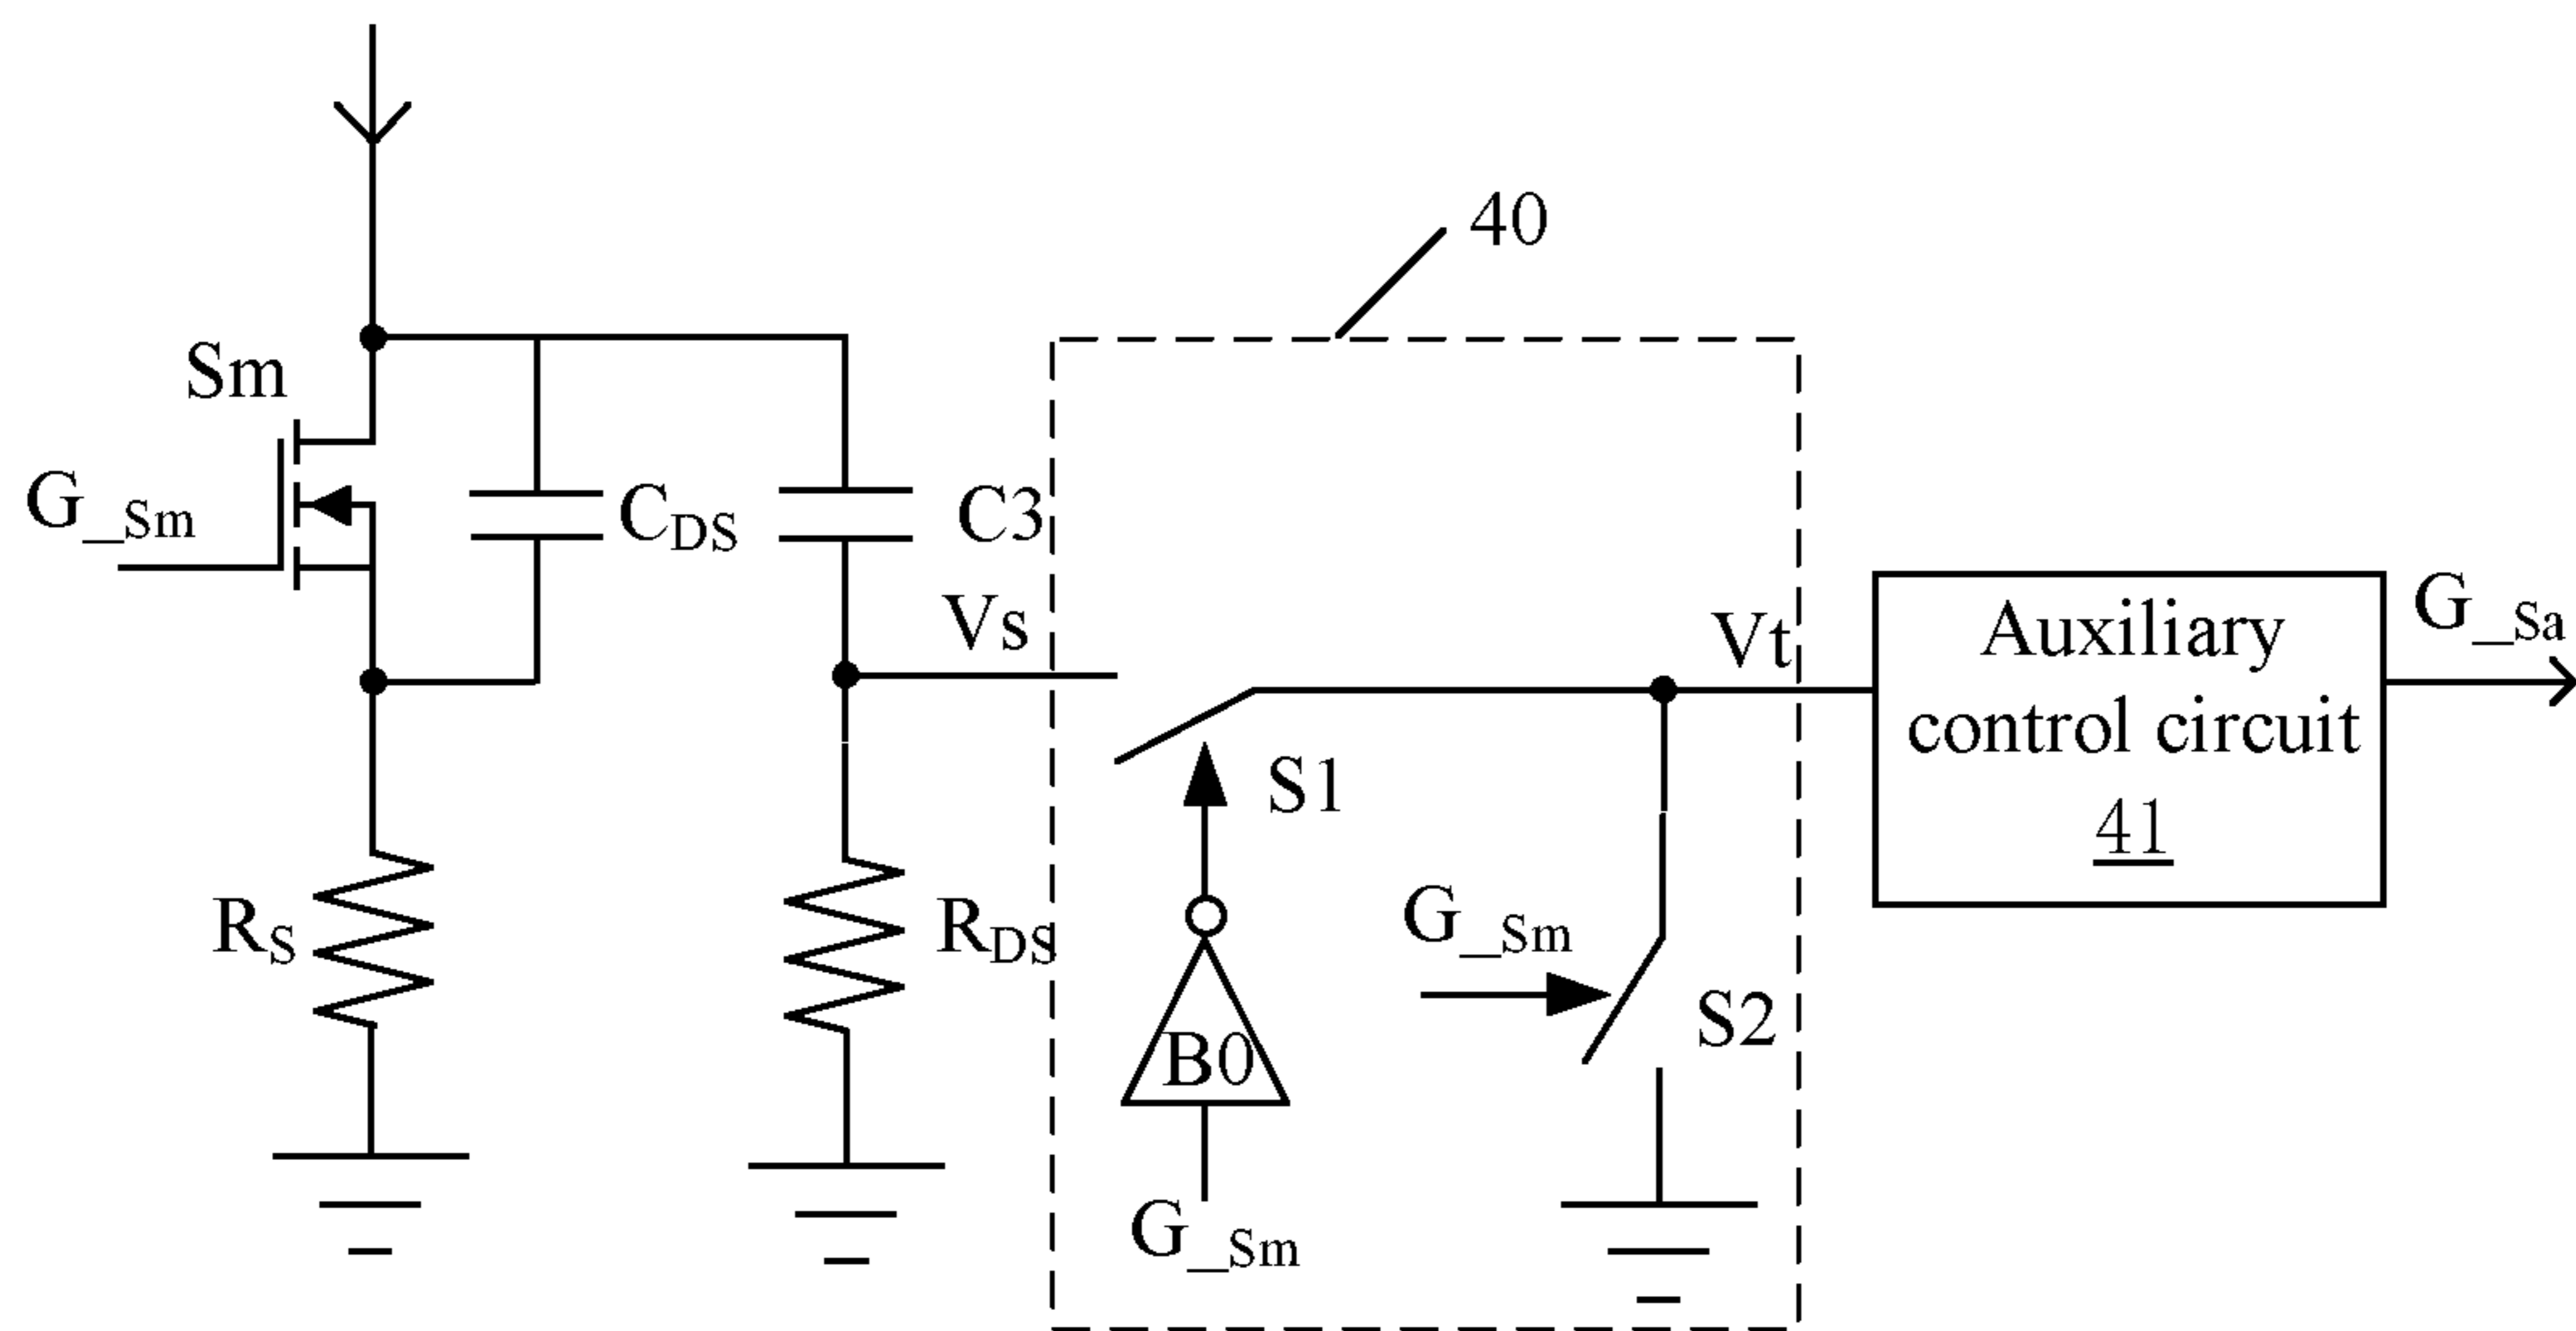 40
Sm
G_Sm
CDS
C3
Vs
Vt
Auxiliary
control circuit
41
G_Sa
S1
RS
RDS
G_Sm
S2
B0
G_Sm